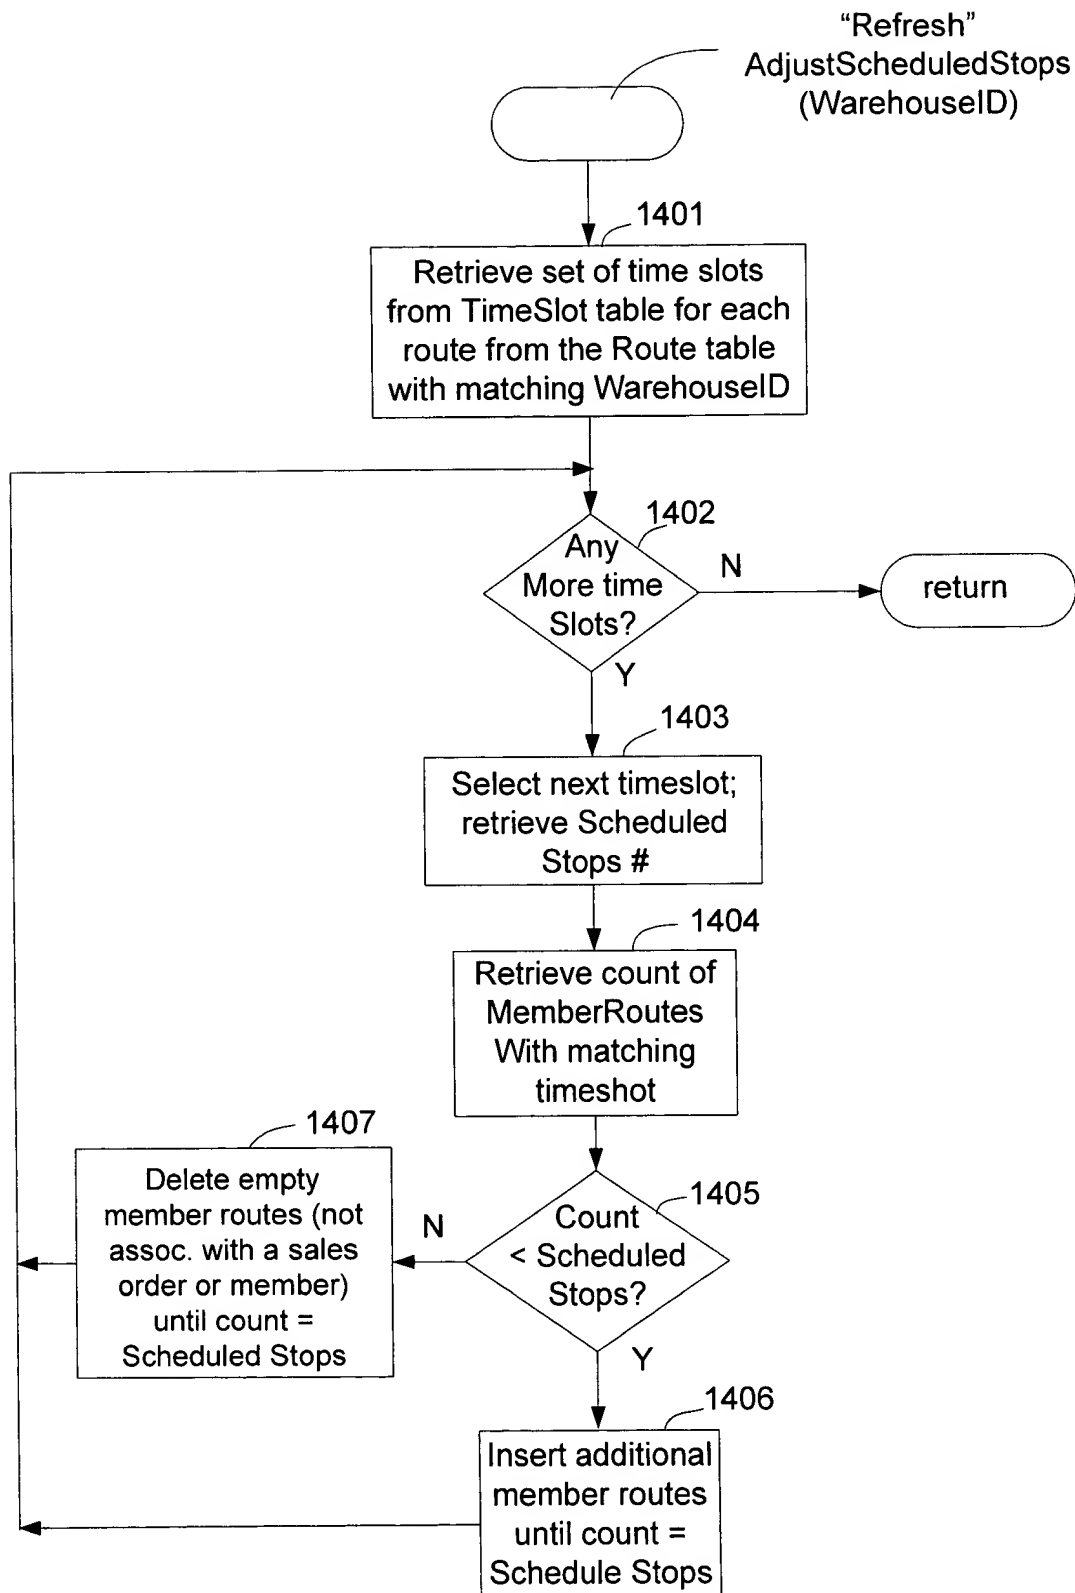 “Refresh”
AdjustScheduledStops
(WarehouseID)
1401
Retrieve set of time slots
from TimeSlot table for each
route from the Route table
with matching WarehouseID
1402
Any
More time
Slots?
N
return
Y
1403
Select next timeslot;
retrieve Scheduled
Stops #
1404
Retrieve count of
MemberRoutes
With matching
timeshot
1407
Delete empty
member routes (not
assoc. with a sales
order or member)
until count =
Scheduled Stops
N
1405
Count
< Scheduled
Stops?
Y
1406
Insert additional
member routes
until count =
Schedule Stops